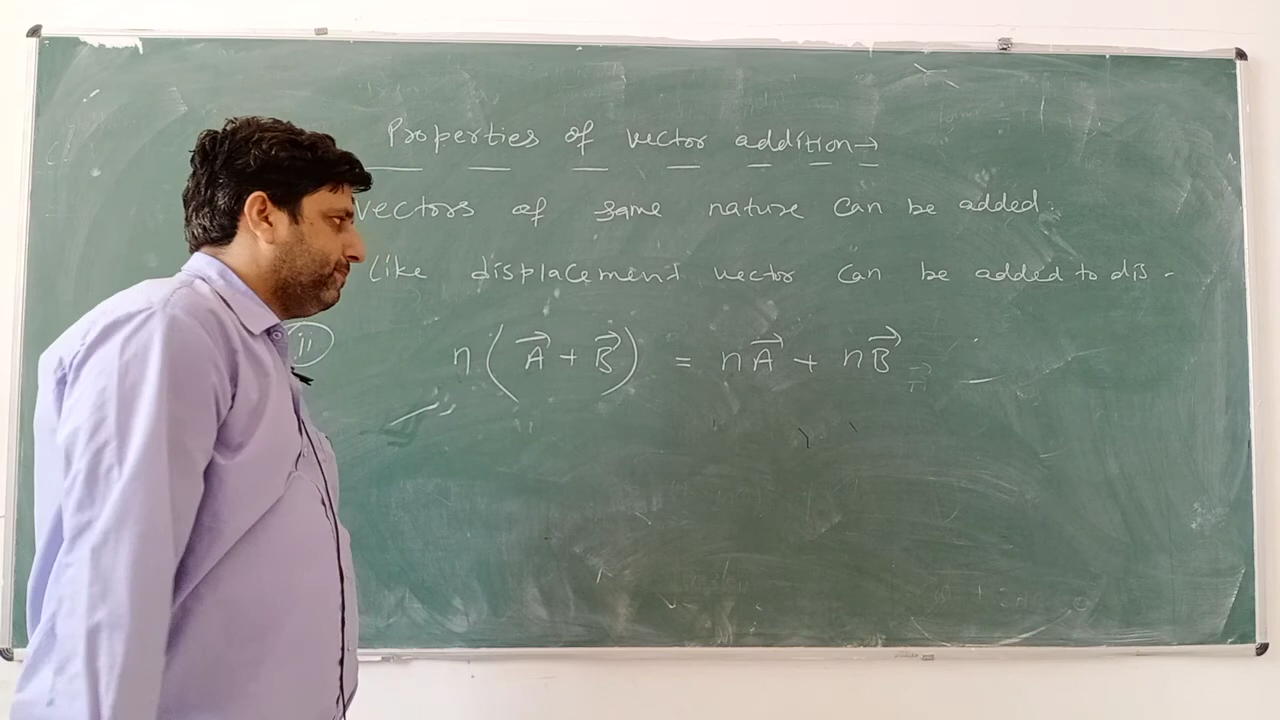 Properties of vector addition→
vectors of same nature can be added.
like displacement vector can be added to dis -
(ii) n(A⃗ + B⃗) = nA⃗ + nB⃗